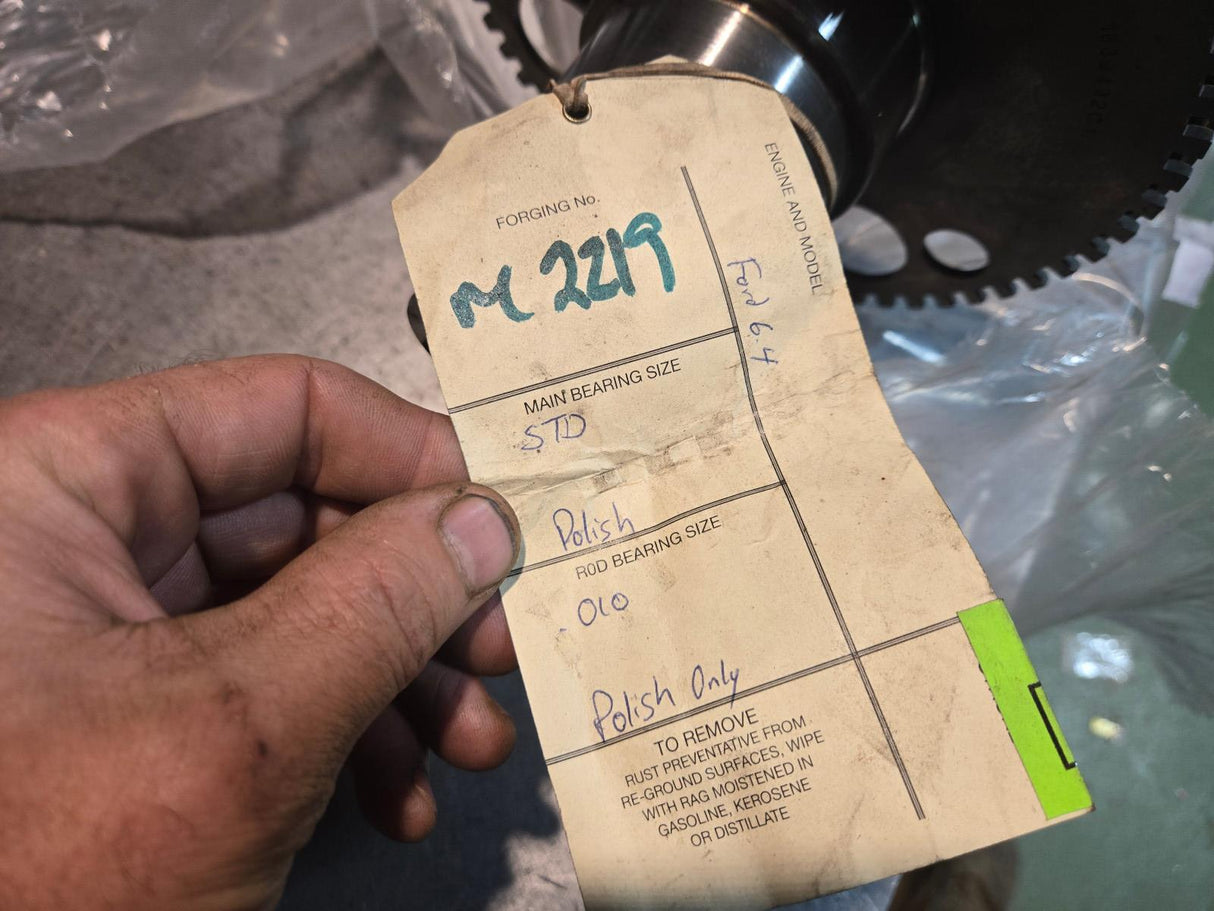 FORGING No.
M 2219
MAIN BEARING SIZE
STD
Polish
ROD BEARING SIZE
.010
Polish Only
TO REMOVE
RUST PREVENTATIVE FROM
RE-GROUND SURFACES, WIPE
WITH RAG MOISTENED IN
GASOLINE, KEROSENE
OR DISTILLATE
ENGINE AND MODEL
Ford 6.4